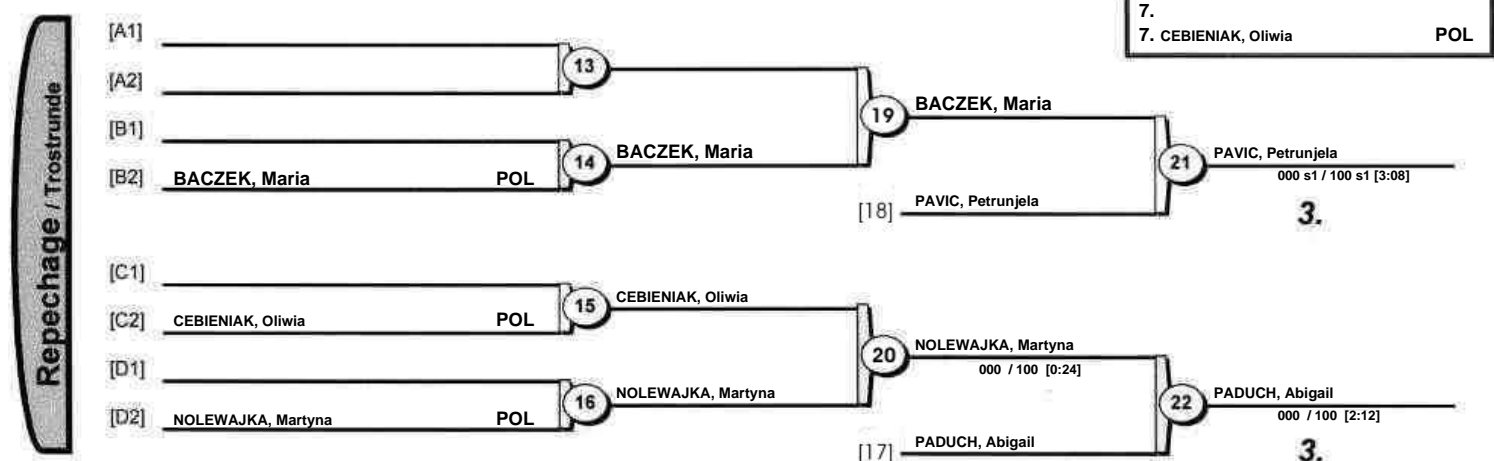 7.
7. CEBIENIAK, Oliwia POL
Repechage / Trostrunde
[A1]
13
[A2]
19 BACZEK, Maria
[B1]
14 BACZEK, Maria
21 PAVIC, Petrunjela
000 s1 / 100 s1 [3:08]
[B2] BACZEK, Maria POL
[18] PAVIC, Petrunjela
3.
[C1]
15 CEBIENIAK, Oliwia
[C2] CEBIENIAK, Oliwia POL
20 NOLEWAJKA, Martyna
000 / 100 [0:24]
[D1]
16 NOLEWAJKA, Martyna
22 PADUCH, Abigail
000 / 100 [2:12]
[D2] NOLEWAJKA, Martyna POL
[17] PADUCH, Abigail
3.